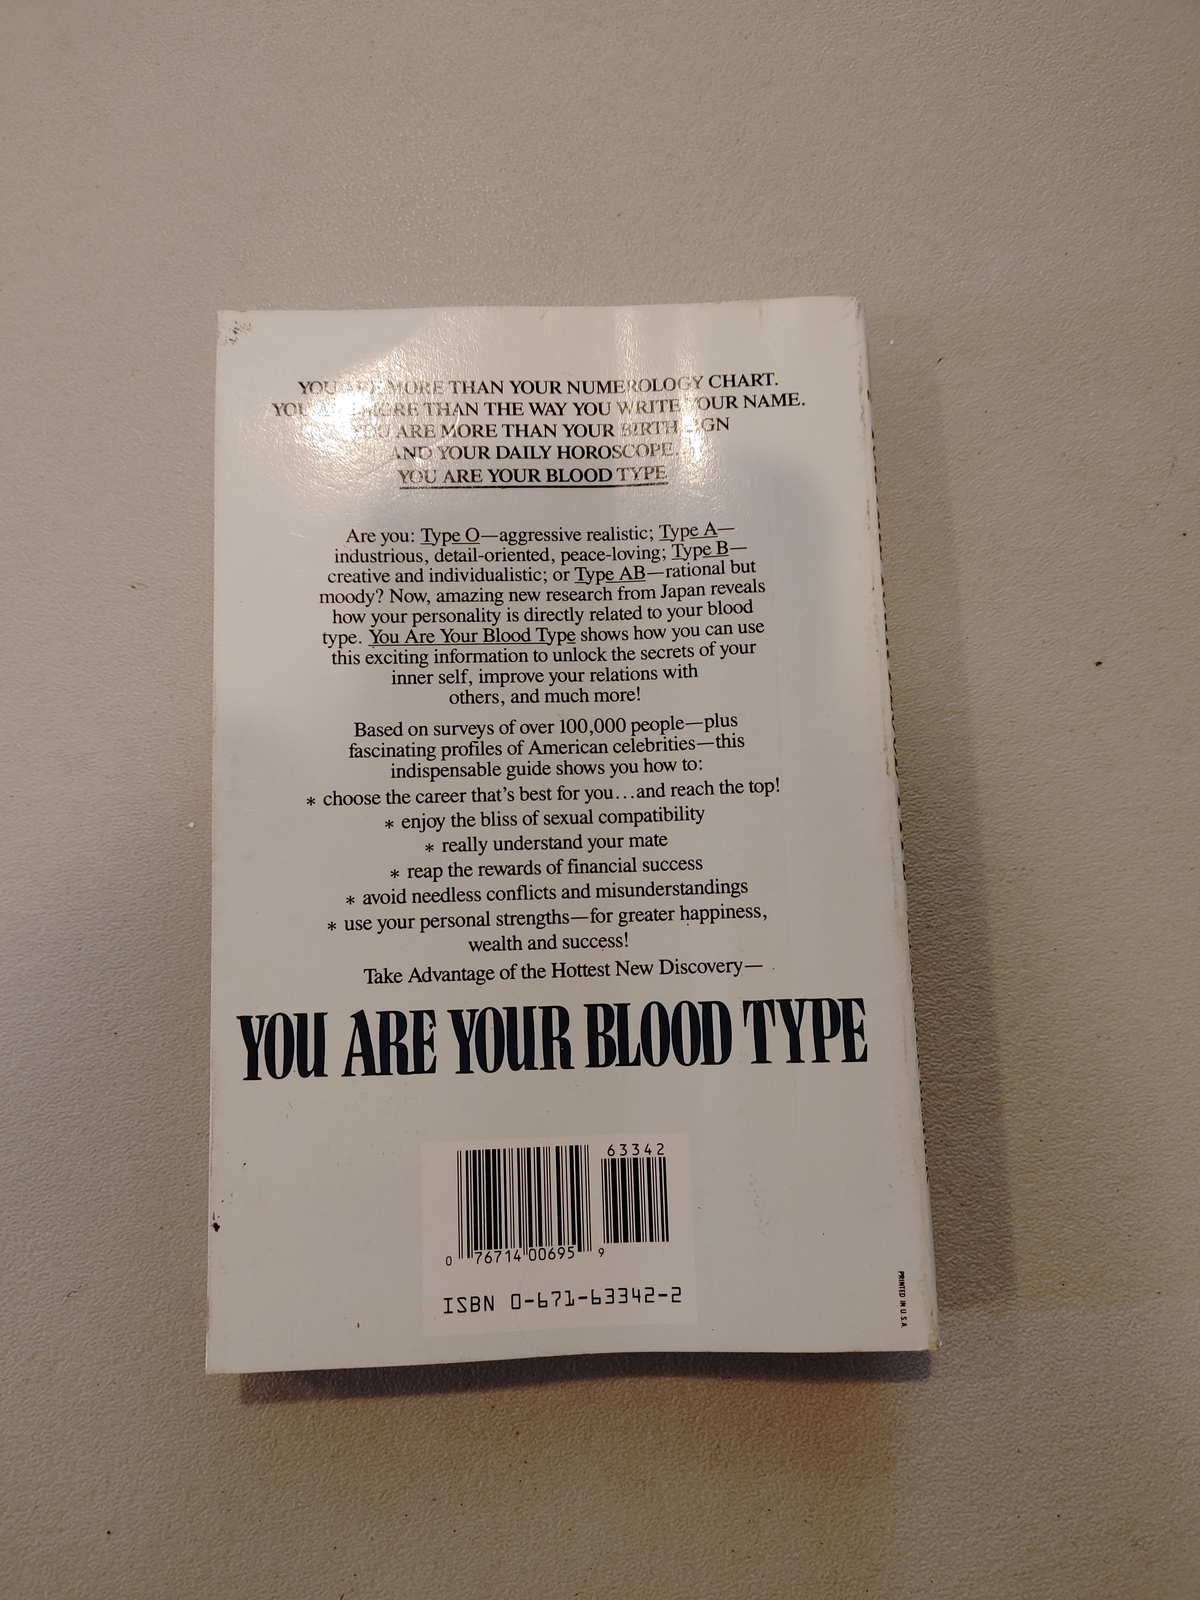 YOU ARE MORE THAN YOUR NUMEROLOGY CHART.
YOU ARE MORE THAN THE WAY YOU WRITE YOUR NAME.
YOU ARE MORE THAN YOUR BIRTH SIGN
AND YOUR DAILY HOROSCOPE...
YOU ARE YOUR BLOOD TYPE
Are you: Type O—aggressive realistic; Type A—
industrious, detail-oriented, peace-loving; Type B—
creative and individualistic; or Type AB—rational but
moody? Now, amazing new research from Japan reveals
how your personality is directly related to your blood
type. You Are Your Blood Type shows how you can use
this exciting information to unlock the secrets of your
inner self, improve your relations with
others, and much more!
Based on surveys of over 100,000 people—plus
fascinating profiles of American celebrities—this
indispensable guide shows you how to:
* choose the career that's best for you...and reach the top!
* enjoy the bliss of sexual compatibility
* really understand your mate
* reap the rewards of financial success
* avoid needless conflicts and misunderstandings
* use your personal strengths—for greater happiness,
wealth and success!
Take Advantage of the Hottest New Discovery—
YOU ARE YOUR BLOOD TYPE
63342
0 76714 00695 9
ISBN 0-671-63342-2
PRINTED IN U.S.A.